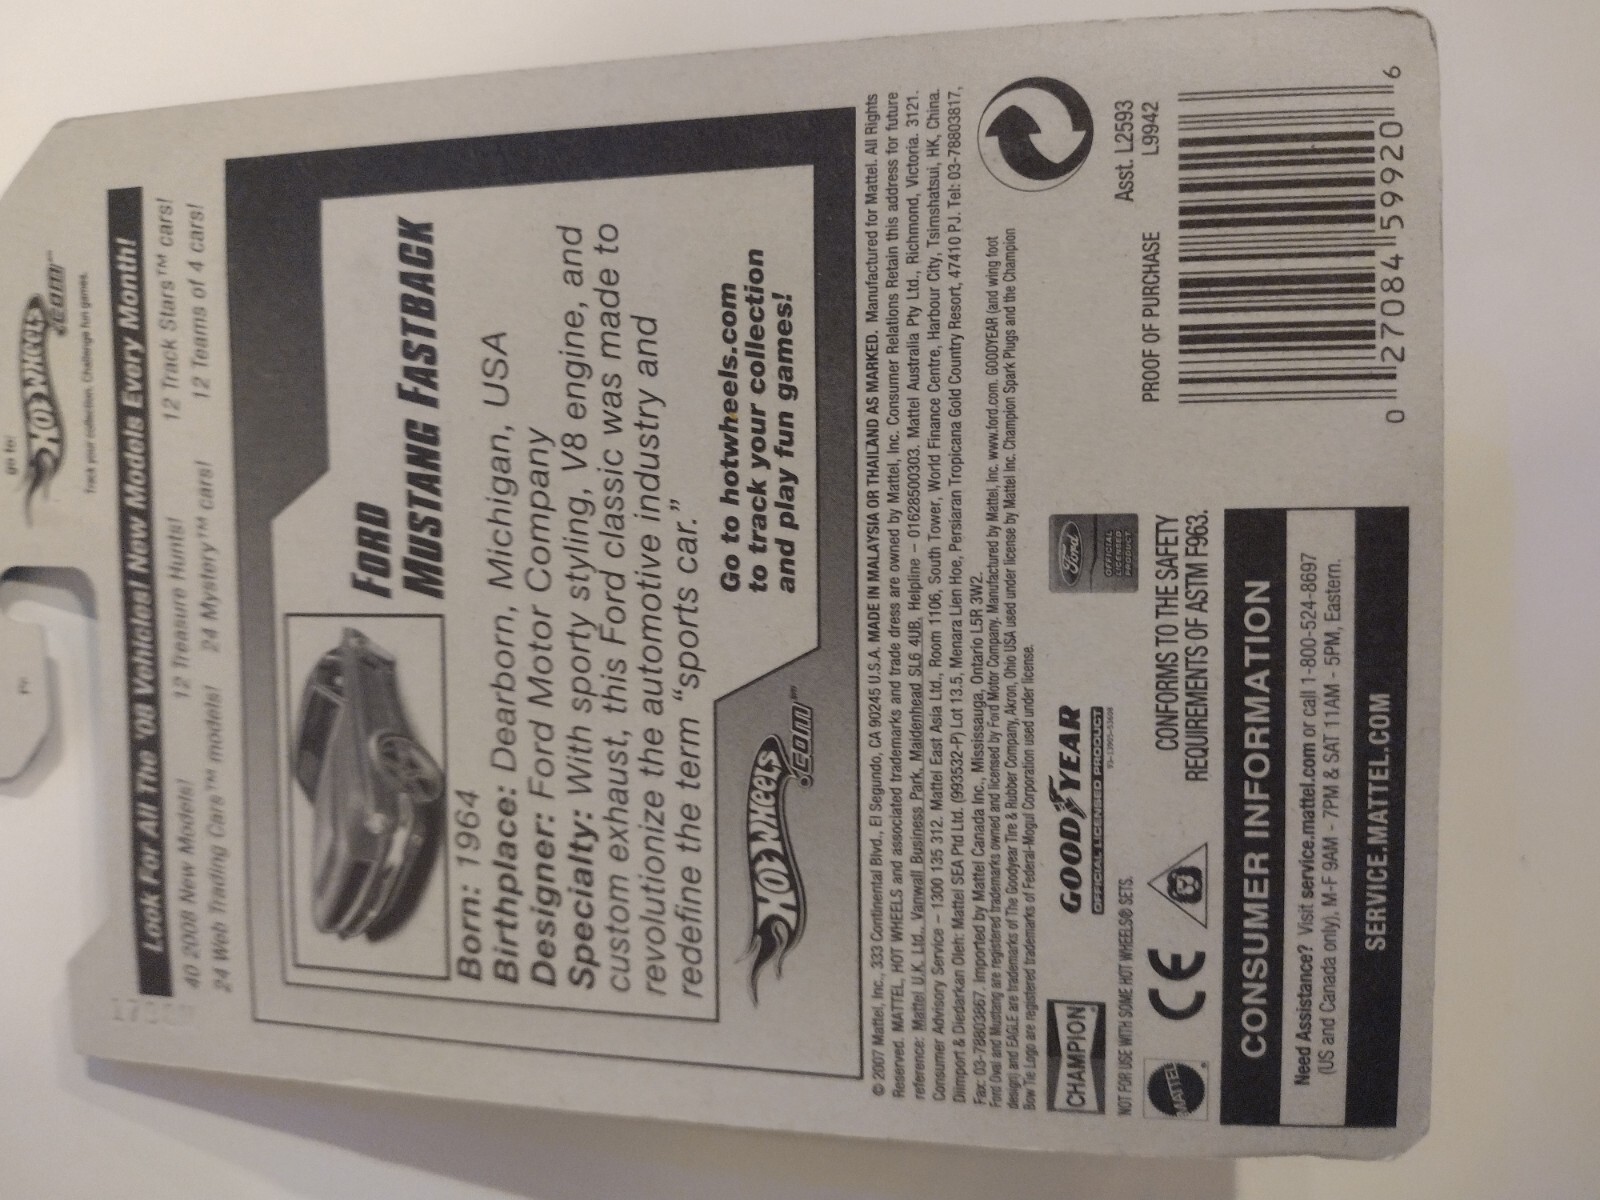 go to:
HOT WHEELS
.com™
Track your collection. Challenge fun games.
Look For All The '08 Vehicles! New Models Every Month!
40 2008 New Models! 12 Treasure Hunts! 12 Track Stars™ cars!
24 Web Trading Cars™ models! 24 Mystery™ cars! 12 Teams of 4 cars!
FORD
MUSTANG FASTBACK
Born: 1964
Birthplace: Dearborn, Michigan, USA
Designer: Ford Motor Company
Specialty: With sporty styling, V8 engine, and
custom exhaust, this Ford classic was made to
revolutionize the automotive industry and
redefine the term “sports car.”
HOT WHEELS
.com™
Go to hotwheels.com
to track your collection
and play fun games!
© 2007 Mattel, Inc., 333 Continental Blvd., El Segundo, CA 90245 U.S.A. MADE IN MALAYSIA OR THAILAND AS MARKED. Manufactured for Mattel. All Rights
Reserved. MATTEL, HOT WHEELS and associated trademarks and trade dress are owned by Mattel, Inc. Consumer Relations Retain this address for future
reference: Mattel U.K. Ltd., Vanwall Business Park, Maidenhead SL6 4UB. Helpline – 01628500303. Mattel Australia Pty Ltd., Richmond, Victoria. 3121.
Consumer Advisory Service – 1300 135 312. Mattel East Asia Ltd., Room 1106, South Tower, World Finance Centre, Harbour City, Tsimshatsui, HK, China.
Diimport & Diedarkan Oleh: Mattel SEA Ptd Ltd. (993532-P) Lot 13.5, Menara Lien Hoe, Persiaran Tropicana Gold Country Resort, 47410 PJ. Tel: 03-78803817,
Fax: 03-78803867. Imported by Mattel Canada Inc., Mississauga, Ontario L5R 3W2.
Ford Oval and Mustang are registered trademarks owned and licensed by Ford Motor Company. Manufactured by Mattel, Inc. www.ford.com. GOODYEAR (and wing foot
design) and EAGLE are trademarks of The Goodyear Tire & Rubber Company, Akron, Ohio USA used under license by Mattel Inc. Champion Spark Plugs and the Champion
Bow Tie Logo are registered trademarks of Federal-Mogul Corporation used under license.
CHAMPION
GOODYEAR
OFFICIAL LICENSED PRODUCT
Ford
OFFICIAL
LICENSED
PRODUCT
NOT FOR USE WITH SOME HOT WHEELS® SETS.
MATTEL®
CE
CONFORMS TO THE SAFETY
REQUIREMENTS OF ASTM F963.
Asst. L2593
PROOF OF PURCHASE L9942
0 27084 59920 6
CONSUMER INFORMATION
Need Assistance? Visit service.mattel.com or call 1-800-524-8697
(US and Canada only), M-F 9AM - 7PM & SAT 11AM - 5PM, Eastern.
SERVICE.MATTEL.COM